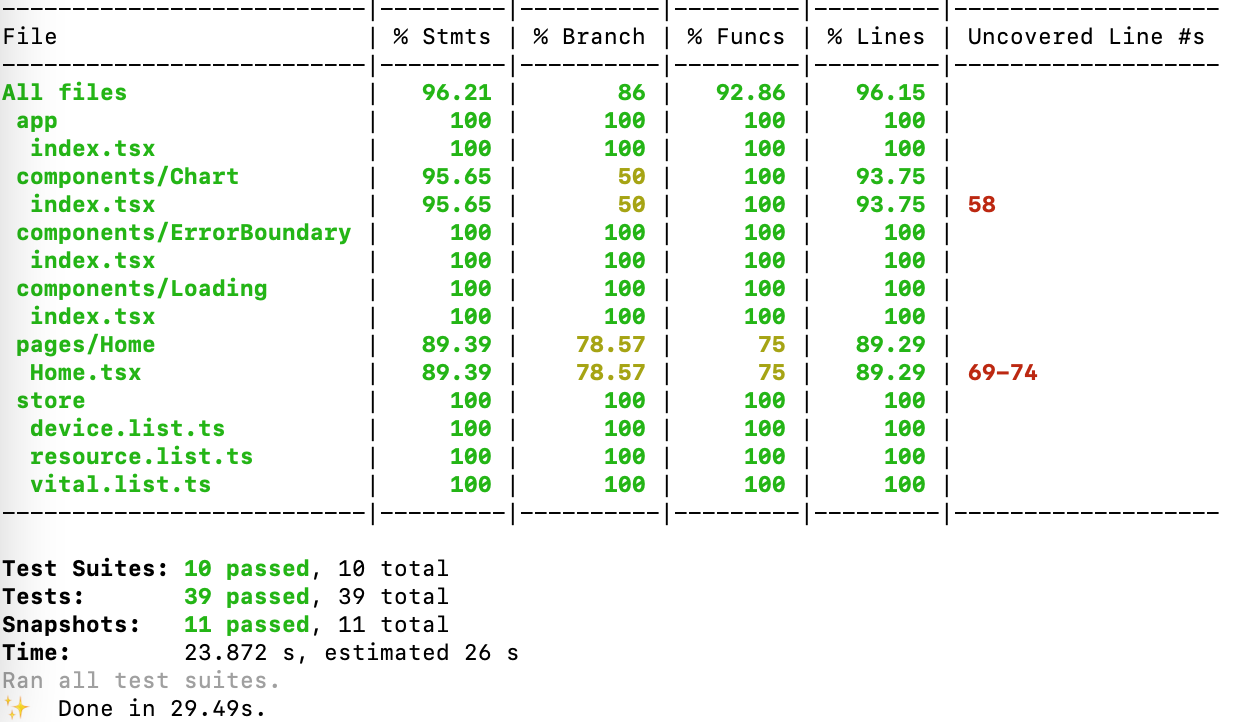 ---------------------------|---------|----------|---------|---------|-------------------
File                       | % Stmts | % Branch | % Funcs | % Lines | Uncovered Line #s
---------------------------|---------|----------|---------|---------|-------------------
All files                  |   96.21 |       86 |   92.86 |   96.15 |
 app                       |     100 |      100 |     100 |     100 |
  index.tsx                |     100 |      100 |     100 |     100 |
 components/Chart          |   95.65 |       50 |     100 |   93.75 |
  index.tsx                |   95.65 |       50 |     100 |   93.75 | 58
 components/ErrorBoundary  |     100 |      100 |     100 |     100 |
  index.tsx                |     100 |      100 |     100 |     100 |
 components/Loading        |     100 |      100 |     100 |     100 |
  index.tsx                |     100 |      100 |     100 |     100 |
 pages/Home                |   89.39 |    78.57 |      75 |   89.29 |
  Home.tsx                 |   89.39 |    78.57 |      75 |   89.29 | 69-74
 store                     |     100 |      100 |     100 |     100 |
  device.list.ts           |     100 |      100 |     100 |     100 |
  resource.list.ts         |     100 |      100 |     100 |     100 |
  vital.list.ts            |     100 |      100 |     100 |     100 |
---------------------------|---------|----------|---------|---------|-------------------
Test Suites: 10 passed, 10 total
Tests:       39 passed, 39 total
Snapshots:   11 passed, 11 total
Time:        23.872 s, estimated 26 s
Ran all test suites.
✨  Done in 29.49s.